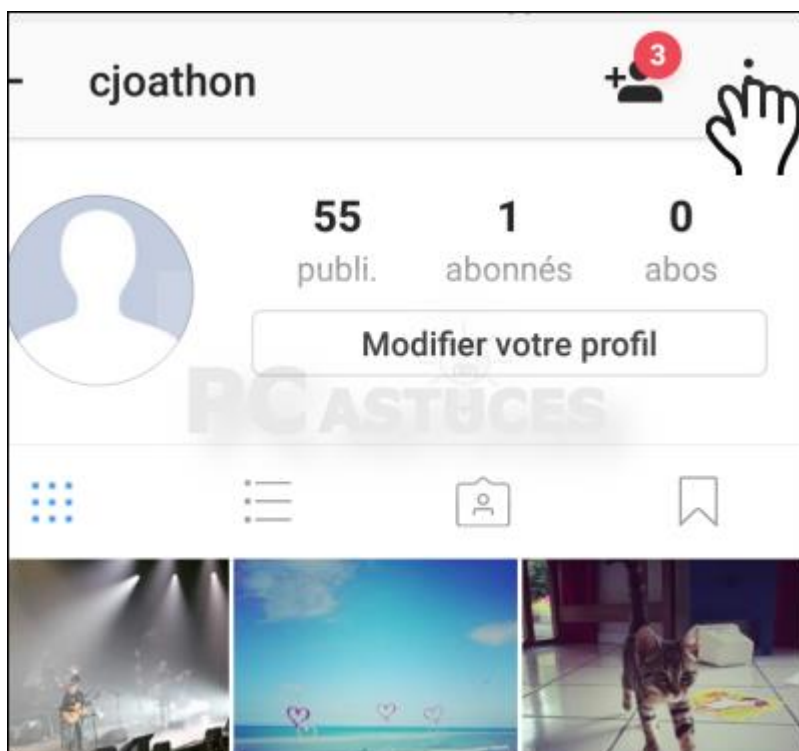 cjoathon
3
55 1 0
publi. abonnés abos
Modifier votre profil
PC ASTUCES